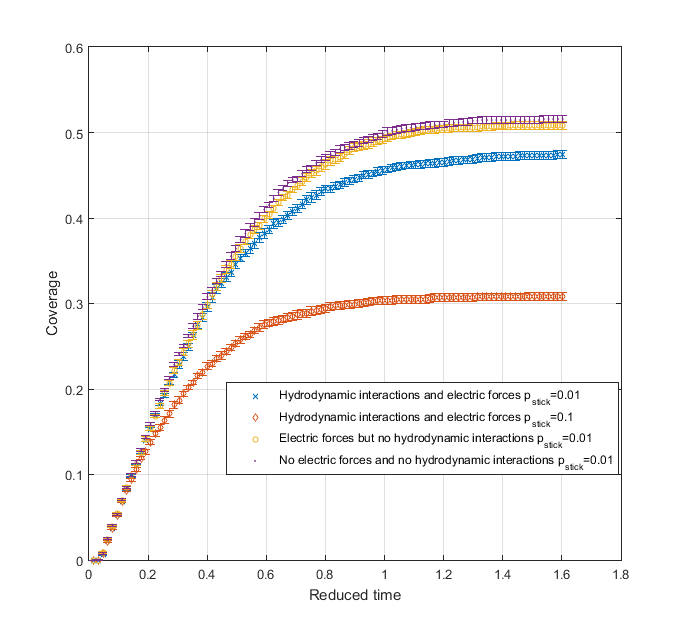 0.6
0.5
0.4
0.3
0.2
0.1
0
Coverage
Hydrodynamic interactions and electric forces p_stick=0.01
Hydrodynamic interactions and electric forces p_stick=0.1
Electric forces but no hydrodynamic interactions p_stick=0.01
No electric forces and no hydrodynamic interactions p_stick=0.01
0 0.2 0.4 0.6 0.8 1 1.2 1.4 1.6 1.8
Reduced time